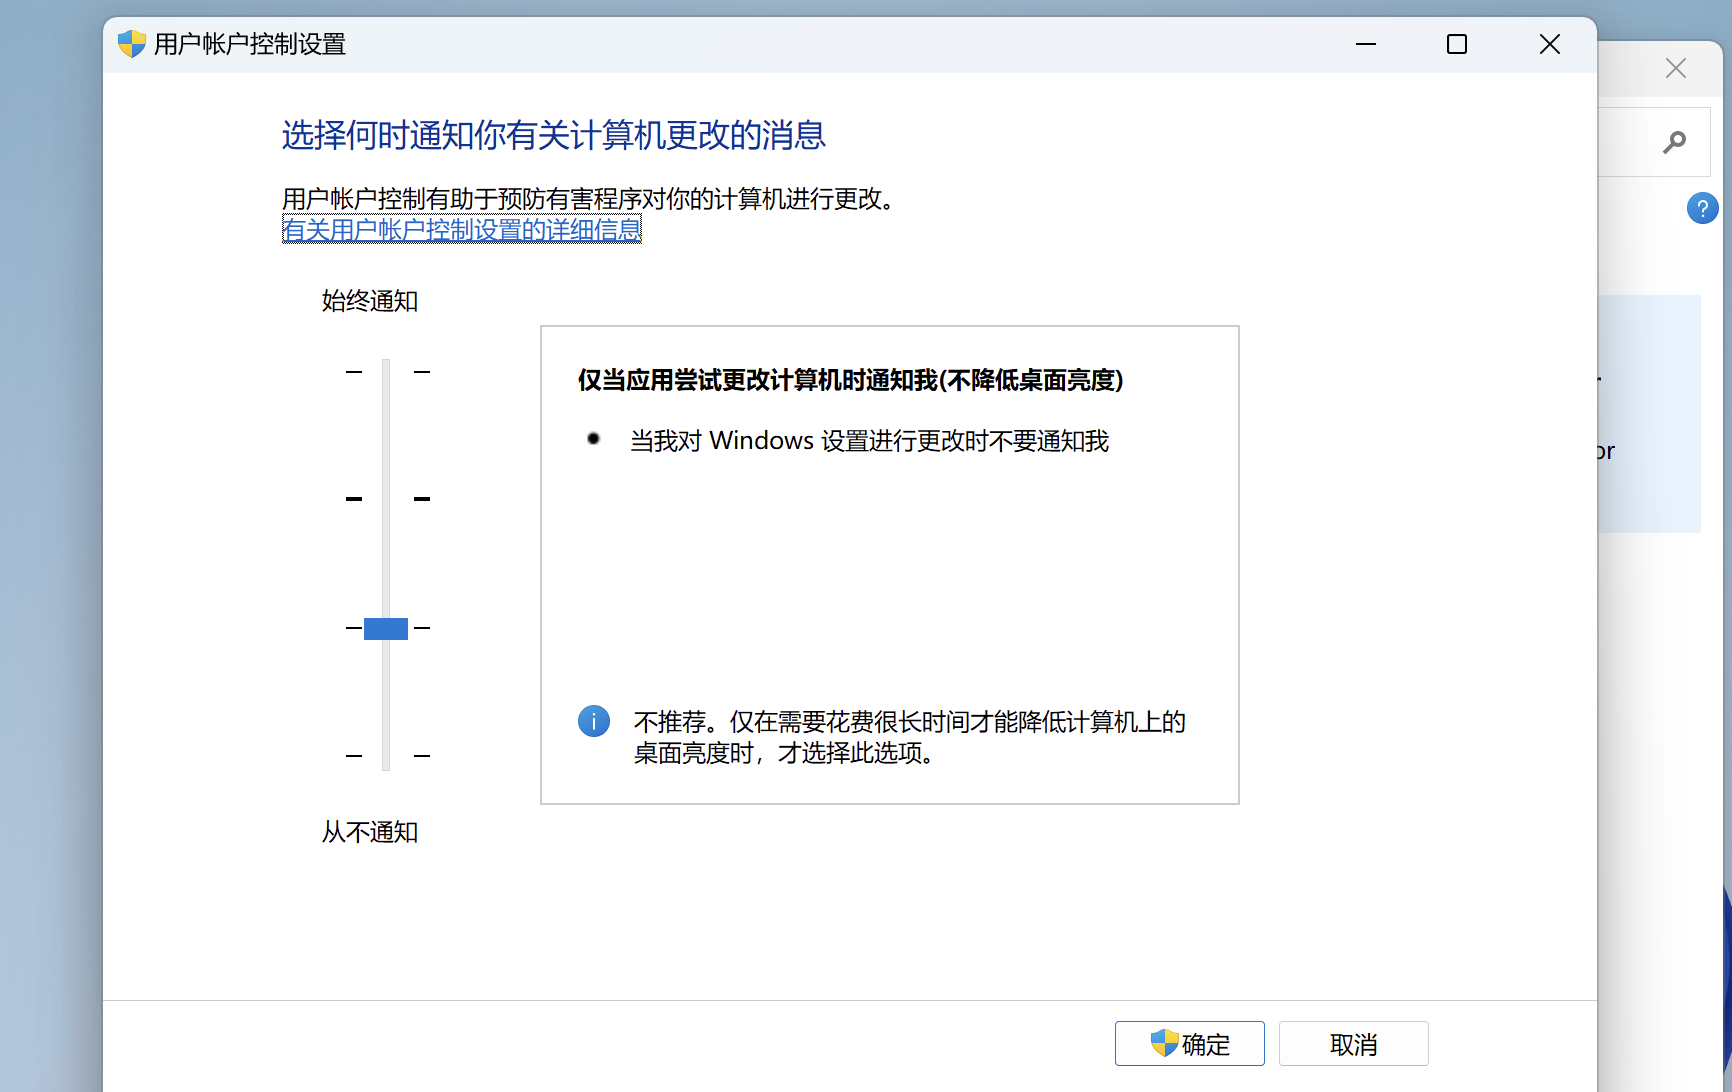 用户帐户控制设置
选择何时通知你有关计算机更改的消息
用户帐户控制有助于预防有害程序对你的计算机进行更改。
有关用户帐户控制设置的详细信息
始终通知
仅当应用尝试更改计算机时通知我(不降低桌面亮度)
当我对 Windows 设置进行更改时不要通知我
or
不推荐。仅在需要花费很长时间才能降低计算机上的
桌面亮度时，才选择此选项。
从不通知
确定
取消